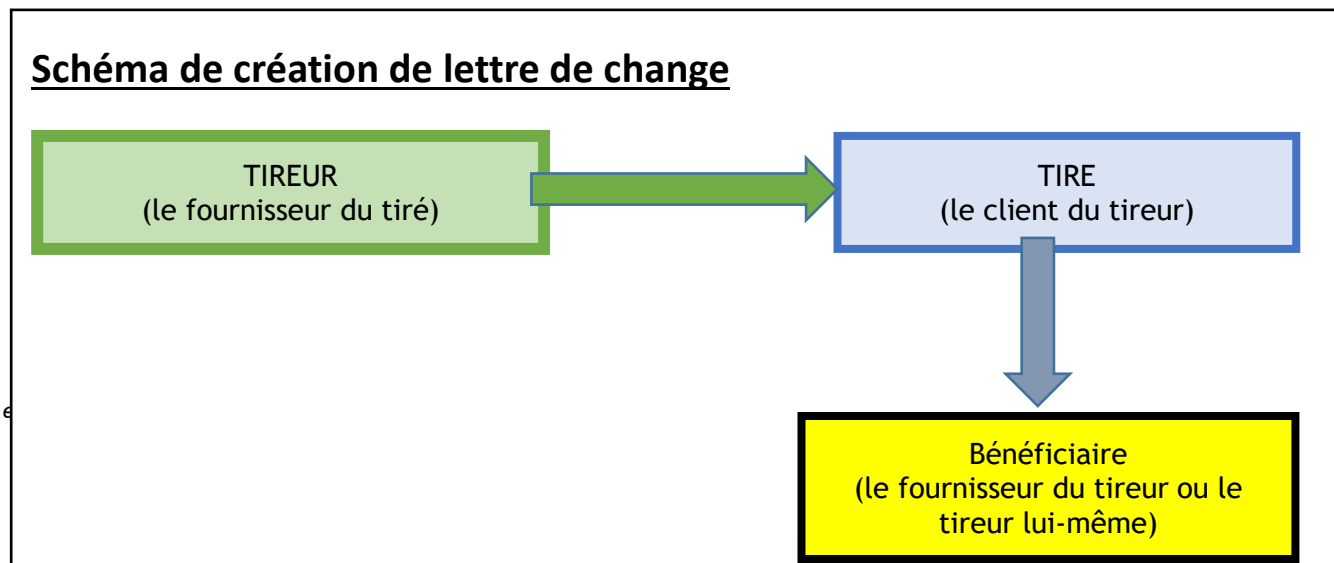 Schéma de création de lettre de change
TIREUR
(le fournisseur du tiré)
TIRE
(le client du tireur)
e
Bénéficiaire
(le fournisseur du tireur ou le
tireur lui-même)